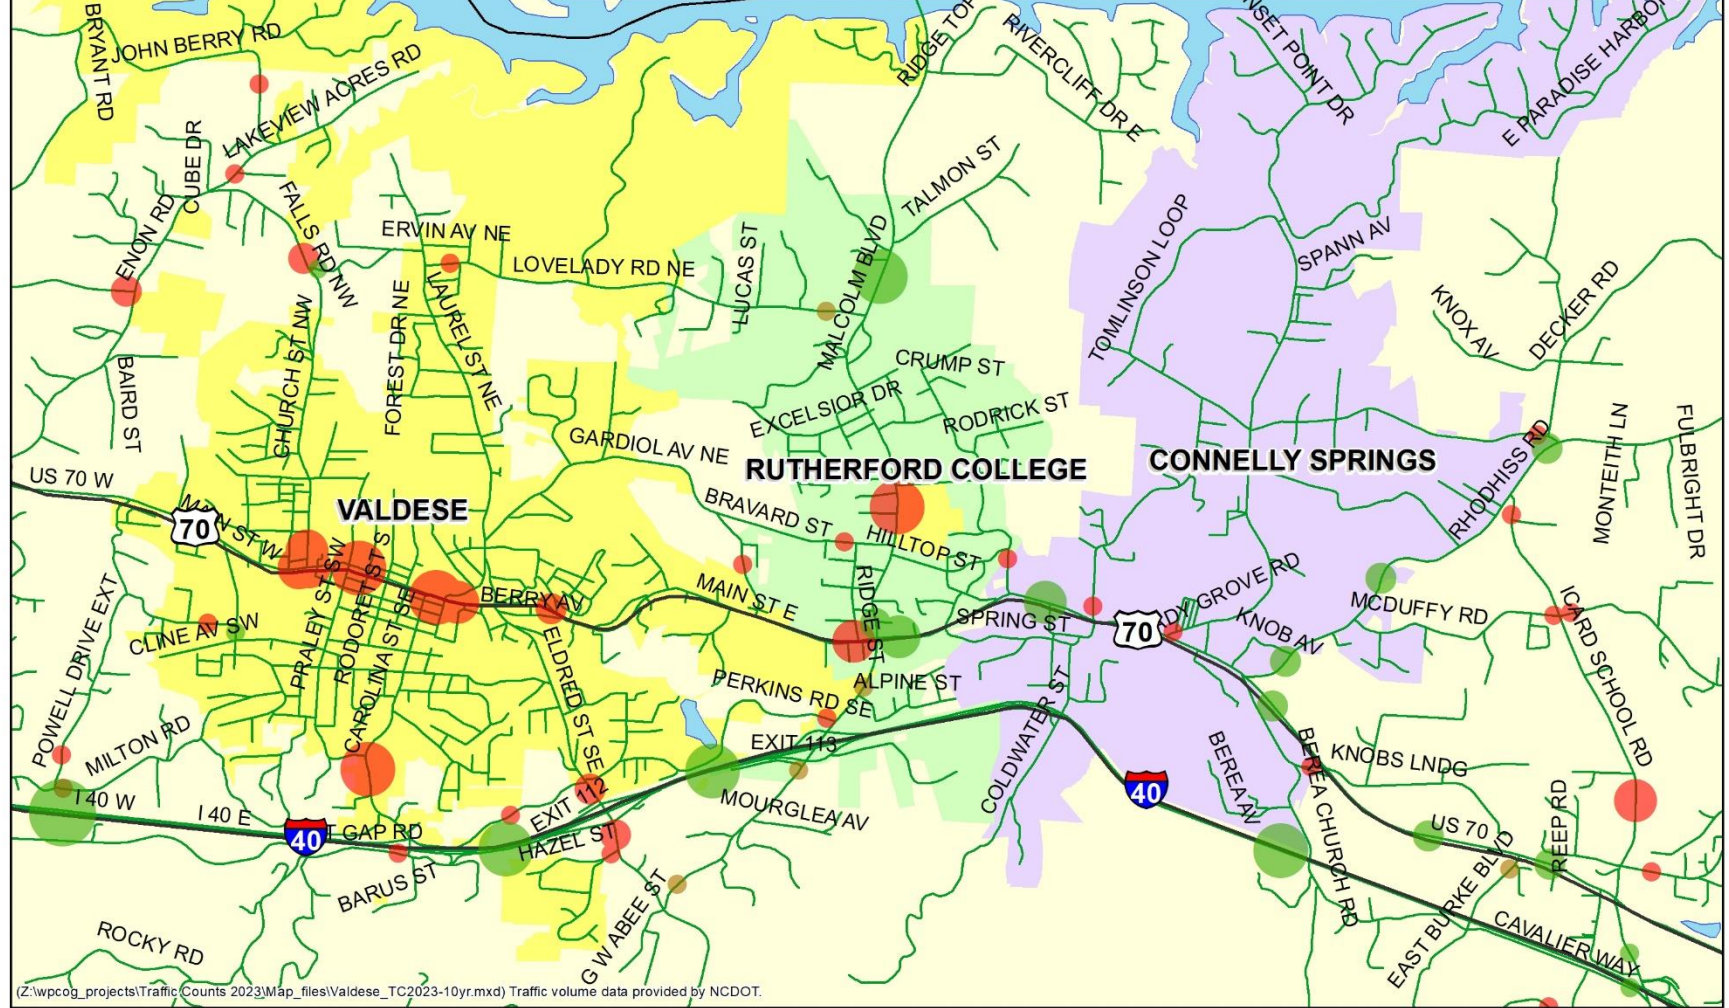 BRYANT RD
JOHN BERRY RD
LAKEVIEW ACRES RD
CUBE DR
RIVERCLIFF DR E
E PARADISE HARBOR
TALMON ST
ENON RD
FALLS RD NW
ERVIN AV NE
LOVELADY RD NE
LUCAS ST
MALCOLM BLVD
TOMLINSON LOOP
SPANN AV
KNOX AV
DECKER RD
BAIRD ST
CHURCH ST NW
FOREST DR NE
LAUREL ST NE
CRUMP ST
EXCELSIOR DR
RODRICK ST
GARDIOL AV NE
RUTHERFORD COLLEGE
CONNELLY SPRINGS
RHODHISS RD
MONTEITH LN
FULBRIGHT DR
US 70 W
MAIN ST W
70
VALDESE
BRAVARD ST
HILLTOP ST
BERRY AV
MAIN ST E
RIDGE ST
SPRING ST
70
DY GROVE RD
KNOB AV
MCDUFFY RD
ICARD SCHOOL RD
POWELL DRIVE EXT
CLINE AV SW
PRALEY ST SW
RODORET ST S
CAROLINA ST SE
ELDRED ST SE
PERKINS RD SE
ALPINE ST
COLDWATER ST
MILTON RD
EXIT 113
BEREA AV
BEREA CHURCH RD
KNOBS LNDG
I 40 W
I 40 E
40
T GAP RD
EXIT 112
HAZEL ST
MOURGLEA AV
40
US 70
REEP RD
EAST BURKE BLVD
BARUS ST
G W ABEE ST
CAVALIER WAY
ROCKY RD
(Z:\wpcog_projects\Traffic Counts 2023\Map_files\Valdese_TC2023-10yr.mxd) Traffic volume data provided by NCDOT.